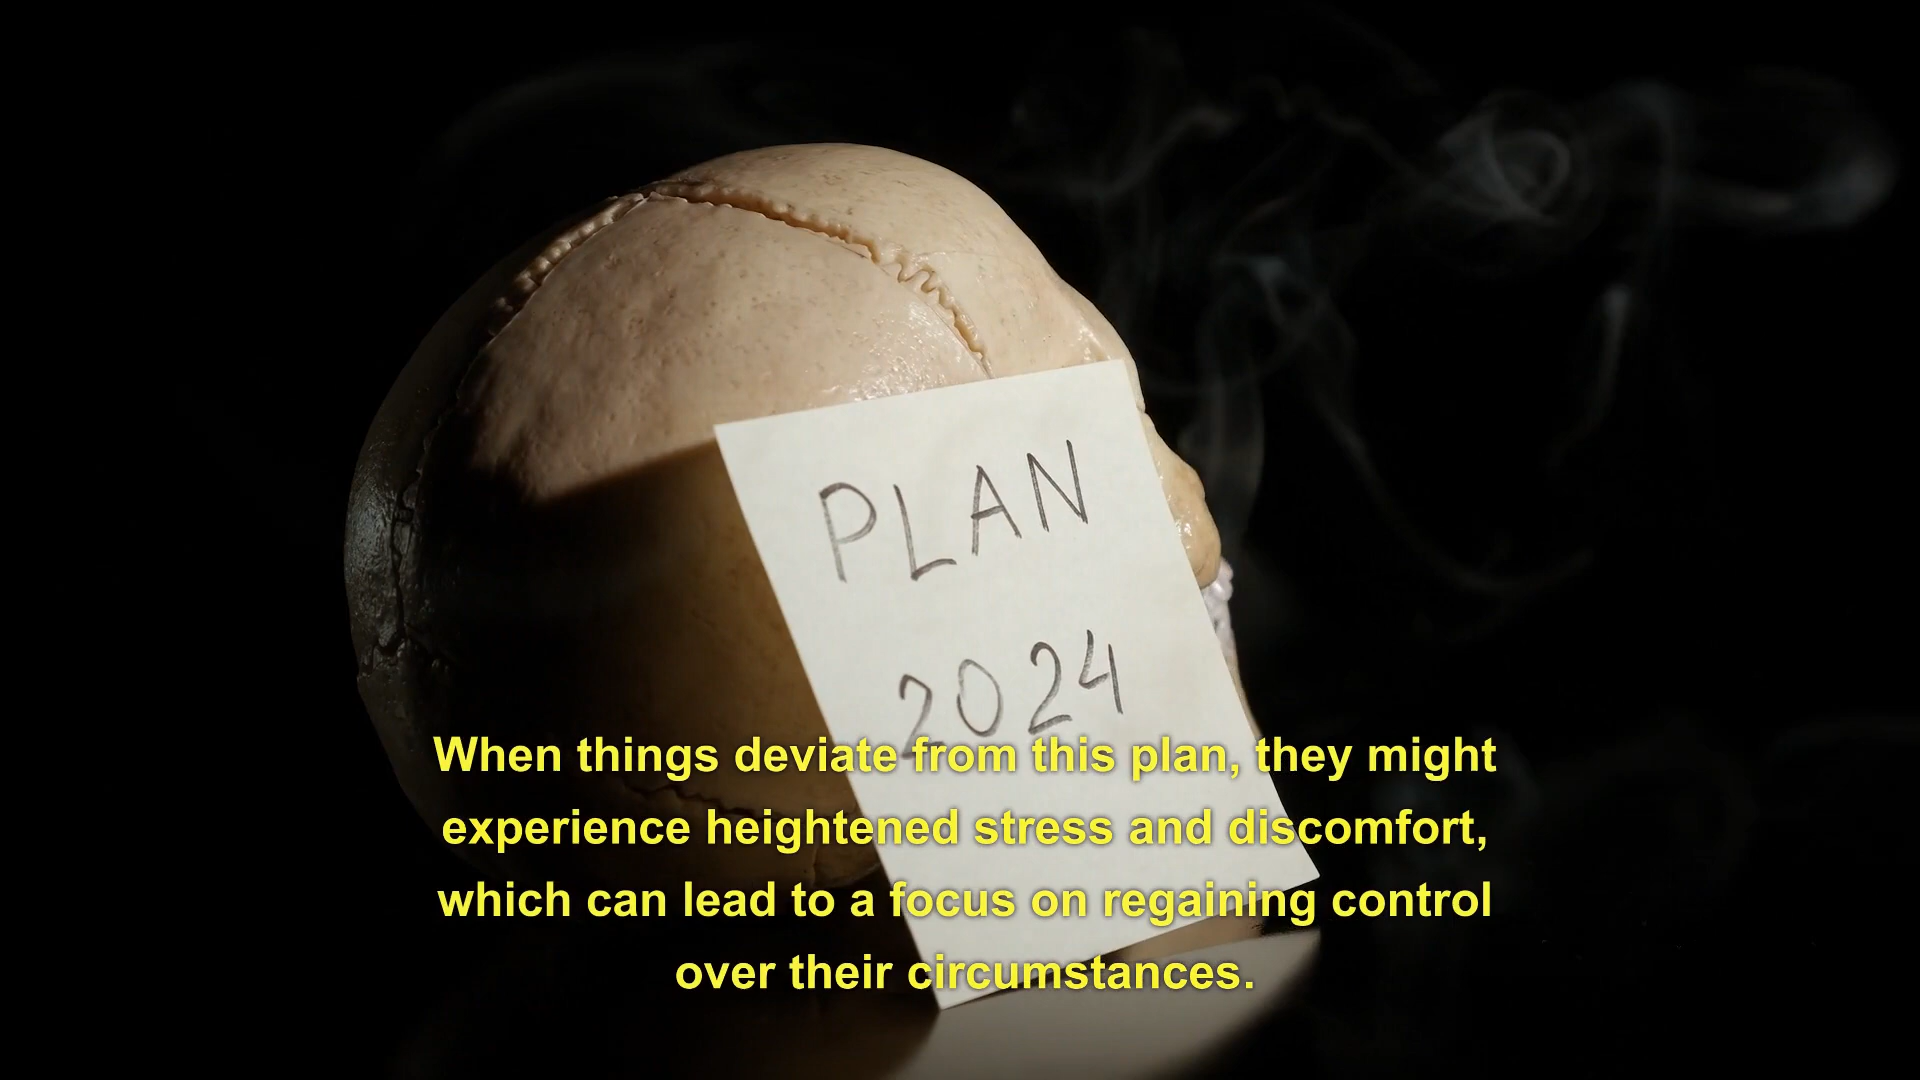 PLAN
2024
When things deviate from this plan, they might
experience heightened stress and discomfort,
which can lead to a focus on regaining control
over their circumstances.